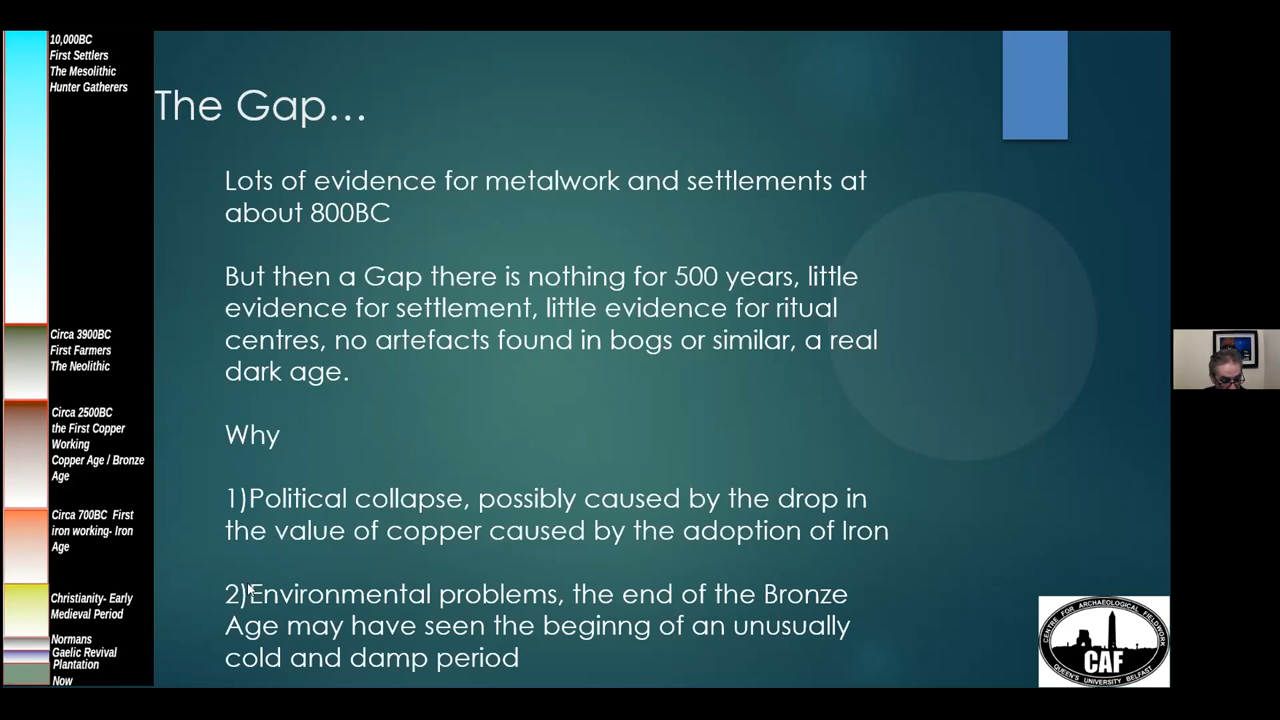 10,000BC
First Settlers
The Mesolithic
Hunter Gatherers
Circa 3900BC
First Farmers
The Neolithic
Circa 2500BC
the First Copper
Working
Copper Age / Bronze
Age
Circa 700BC First
iron working- Iron
Age
Christianity- Early
Medieval Period
Normans
Gaelic Revival
Plantation
Now
The Gap...
Lots of evidence for metalwork and settlements at
about 800BC
But then a Gap there is nothing for 500 years, little
evidence for settlement, little evidence for ritual
centres, no artefacts found in bogs or similar, a real
dark age.
Why
1)Political collapse, possibly caused by the drop in
the value of copper caused by the adoption of Iron
2)Environmental problems, the end of the Bronze
Age may have seen the beginng of an unusually
cold and damp period
CENTRE FOR ARCHAEOLOGICAL FIELDWORK
CAF
QUEEN'S UNIVERSITY BELFAST